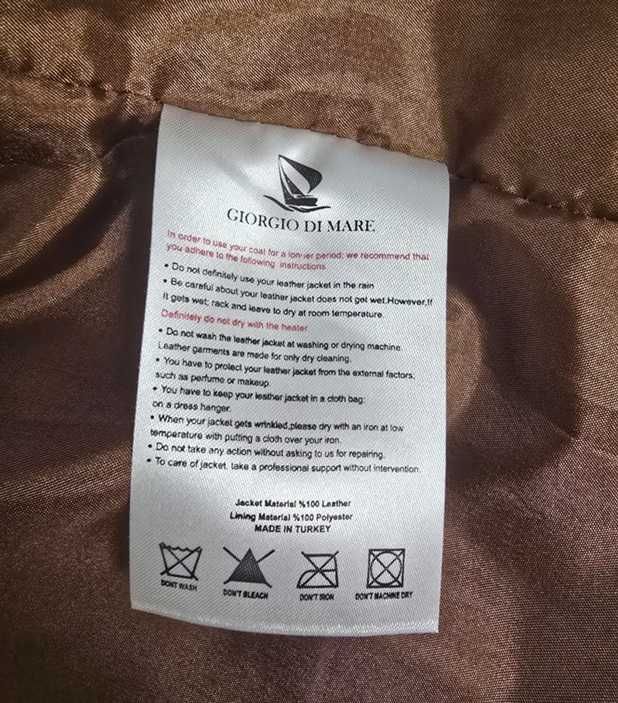 GIORGIO DI MARE
In order to use your coat for a longer period; we recommend that
you adhere to the following instructions
• Do not definitely use your leather jacket in the rain
• Be careful about your leather jacket does not get wet.However,If
it gets wet; rack and leave to dry at room temperature.
Definitely do not dry with the heater
• Do not wash the leather jacket at washing or drying machine.
Leather garments are made for only dry cleaning.
• You have to protect your leather jacket from the external factors;
such as perfume or makeup.
• You have to keep your leather jacket in a cloth bag;
on a dress hanger.
• When your jacket gets wrinkled,please dry with an iron at low
temperature with putting a cloth over your iron.
• Do not take any action without asking to us for repairing.
• To care of jacket, take a professional support without intervention.
Jacket Material %100 Leather
Lining Material %100 Polyester
MADE IN TURKEY
DONT WASH
DON'T BLEACH
DON'T IRON
DON'T MACHINE DRY